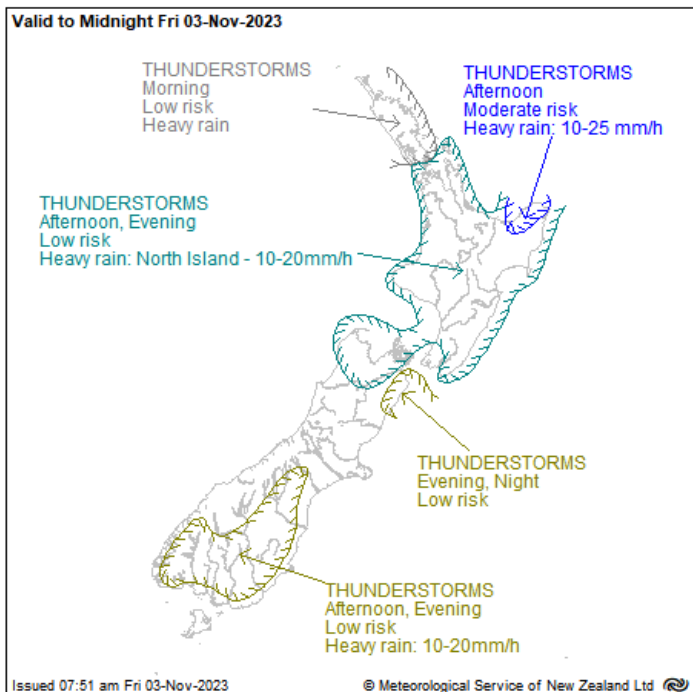 Valid to Midnight Fri 03-Nov-2023
THUNDERSTORMS
Morning
Low risk
Heavy rain
THUNDERSTORMS
Afternoon
Moderate risk
Heavy rain: 10-25 mm/h
THUNDERSTORMS
Afternoon, Evening
Low risk
Heavy rain: North Island - 10-20mm/h
THUNDERSTORMS
Evening, Night
Low risk
THUNDERSTORMS
Afternoon, Evening
Low risk
Heavy rain: 10-20mm/h
Issued 07:51 am Fri 03-Nov-2023
© Meteorological Service of New Zealand Ltd